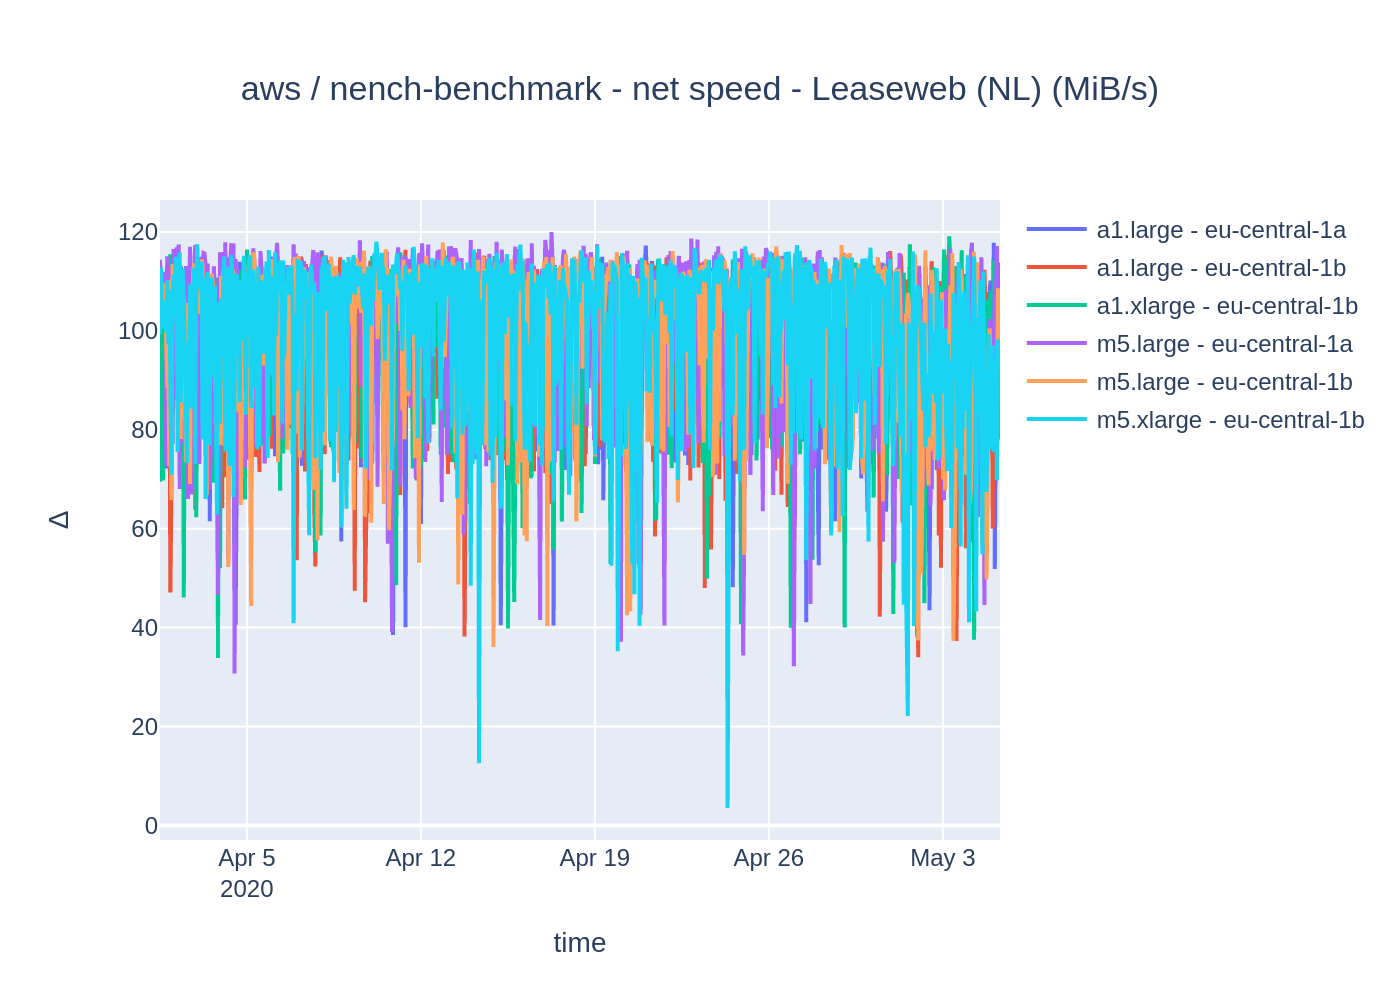 aws / nench-benchmark - net speed - Leaseweb (NL) (MiB/s)
120
100
80
60
40
20
0
Δ
Apr 5
2020
Apr 12
Apr 19
Apr 26
May 3
time
a1.large - eu-central-1a
a1.large - eu-central-1b
a1.xlarge - eu-central-1b
m5.large - eu-central-1a
m5.large - eu-central-1b
m5.xlarge - eu-central-1b